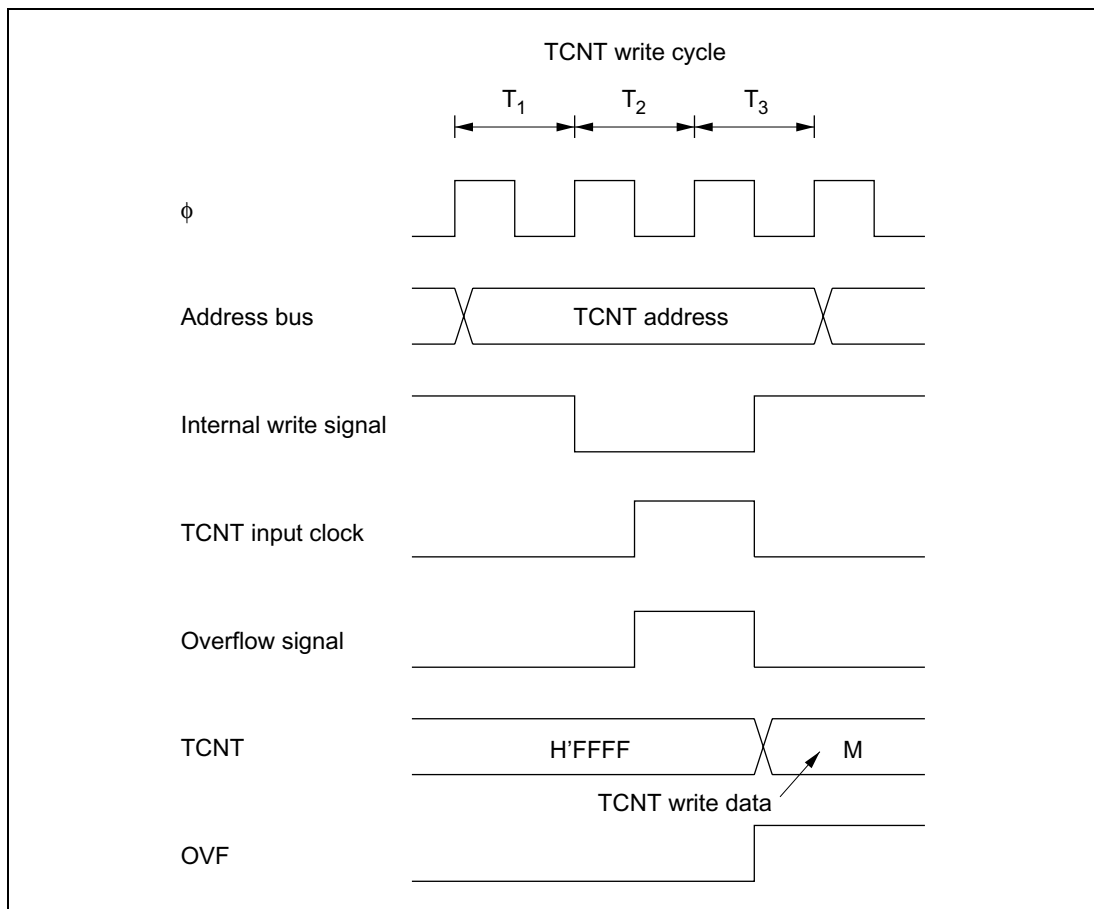 TCNT write cycle
T1 T2 T3
ϕ
Address bus
TCNT address
Internal write signal
TCNT input clock
Overflow signal
TCNT
H'FFFF
M
TCNT write data
OVF